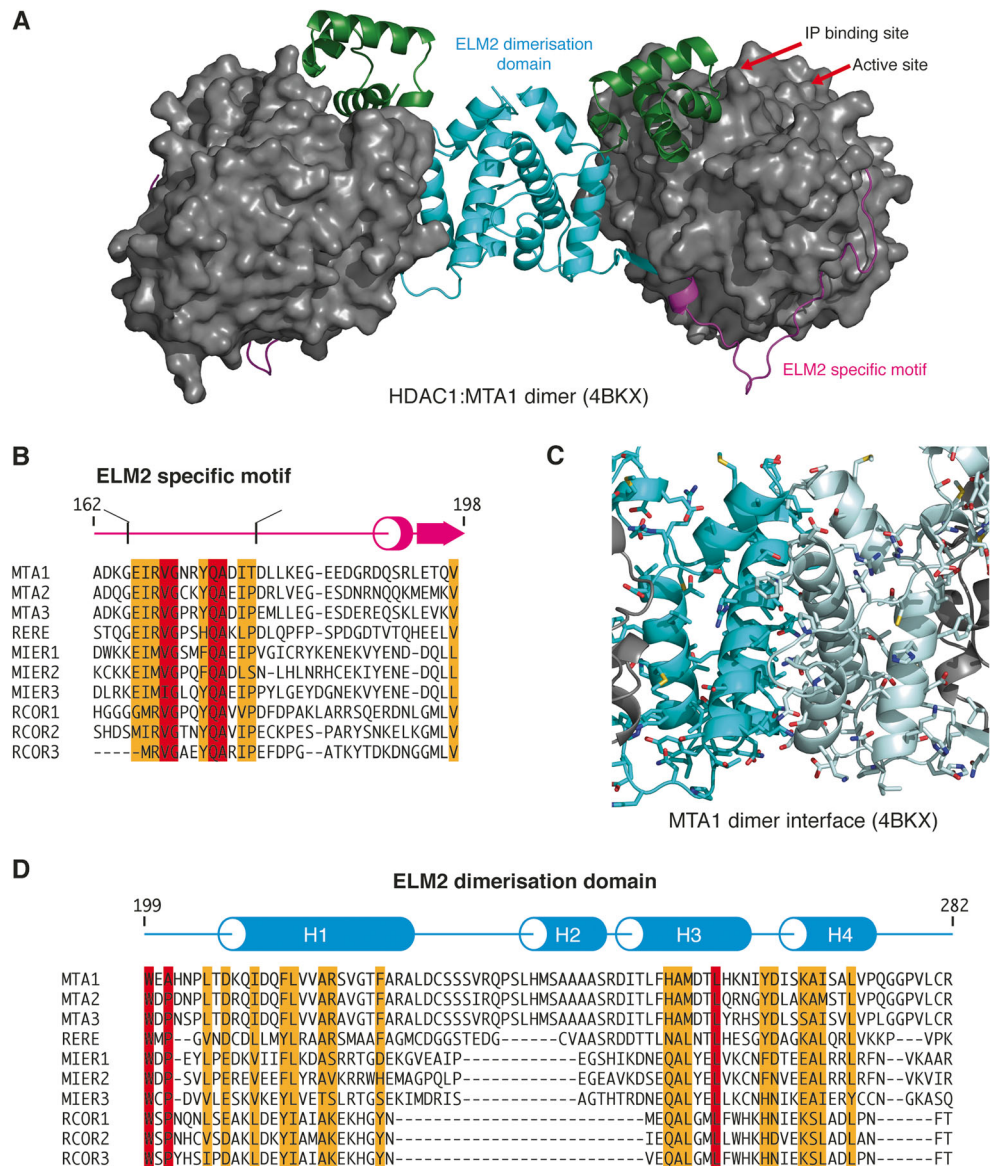 A
ELM2 dimerisation
domain
IP binding site
Active site
ELM2 specific motif
HDAC1:MTA1 dimer (4BKX)
B
ELM2 specific motif
162 198
MTA1 ADKGEIRVGNRYQADITDLLKEG-EEDGRDQSRLETQV
MTA2 ADQGEIRVGCKYQAEIPDRLVEG-ESDNRNQQKMEMKV
MTA3 ADKGEIRVGPRYQADIPEMLLEG-ESDEREQSKLEVKV
RERE STQGEIRVGPSHQAKLPDLQPFP-SPDGDTVTQHEELV
MIER1 DWKKEIMVGSMFQAEIPVGICRYKENEKVYEND-DQLL
MIER2 KCKKEIMVGPQFQADLSN-LHLNRHCEKIYENE-DQLL
MIER3 DLRKEIMTGLQYQAEIPPYLGEYDGNEKVYENE-DQLL
RCOR1 HGGGGMRVGPQYQAVVPDFDPAKLARRSQERDNLGMLV
RCOR2 SHDSMIRVGTNYQAVIPECKPES-PARYSNKELKGMLV
RCOR3 -----MRVGAEYQARIPEFDPG--ATKYTDKDNGGMLV
C
MTA1 dimer interface (4BKX)
D
ELM2 dimerisation domain
199 282
H1 H2 H3 H4
MTA1 WEAHNPLTDKQIDQFLVVARSVGTFARALDCSSSVRQPSLHMSAAAASRDITLFHAMDTLHKNIYDISKAISALVPQGGPVLCR
MTA2 WDPDNPLTDRQIDQFLVVARAVGTFARALDCSSSIRQPSLHMSAAAASRDITLFHAMDTLQRNGYDLAKAMSTLVPQGGPVLCR
MTA3 WDPNSPLTDRQIDQFLVVARAVGTFARALDCSSSVRQPSLHMSAAAASRDITLFHAMDTLYRHSYDLSSAISVLVPLGGPVLCR
RERE WMP--GVNDCDLLMYLRAARSMAAFAGMCDGGSTEDG------CVAASRDDTTLNALNTLHESGYDAGKALQRLVKKP--VPK
MIER1 WDP-EYLPEDKVIIFLKDASRRTGDEKGVEAIP------------EGSHIKDNEQALYELVKCNFDTEEALRRLRFN--VKAAR
MIER2 WDP-SVLPEREVEEFLYRAVKRRWHEMAGPQLP------------EGEAVKDSEQALYELVKCNFNVEEALRRLRFN--VKVIR
MIER3 WCP-DVVLESKVKEYLVETSLRTGSEKIMDRIS------------AGTHTRDNEQALYELLKCNHNIKEAIERYCCN--GKASQ
RCOR1 WSPNQNLSEAKLDEYIAIAKEKHGYN--------------------------MEQALGMLFWHKHNIEKSLADLPN------FT
RCOR2 WSPNHCVSDAKLDKYIAMAKEKHGYN--------------------------IEQALGMLLWHKHDVEKSLADLAN------FT
RCOR3 WSPYHSIPDAKLDEYIAIAKEKHGYN--------------------------VEQALGMLFWHKHNIEKSLADLPN------FT